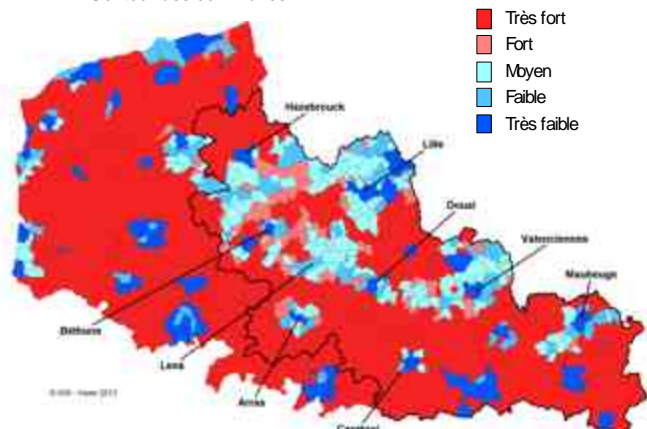 Très fort
Fort
Moyen
Faible
Très faible
Hazebrouck
Lille
Douai
Valenciennes
Maubeuge
Béthune
Lens
Arras